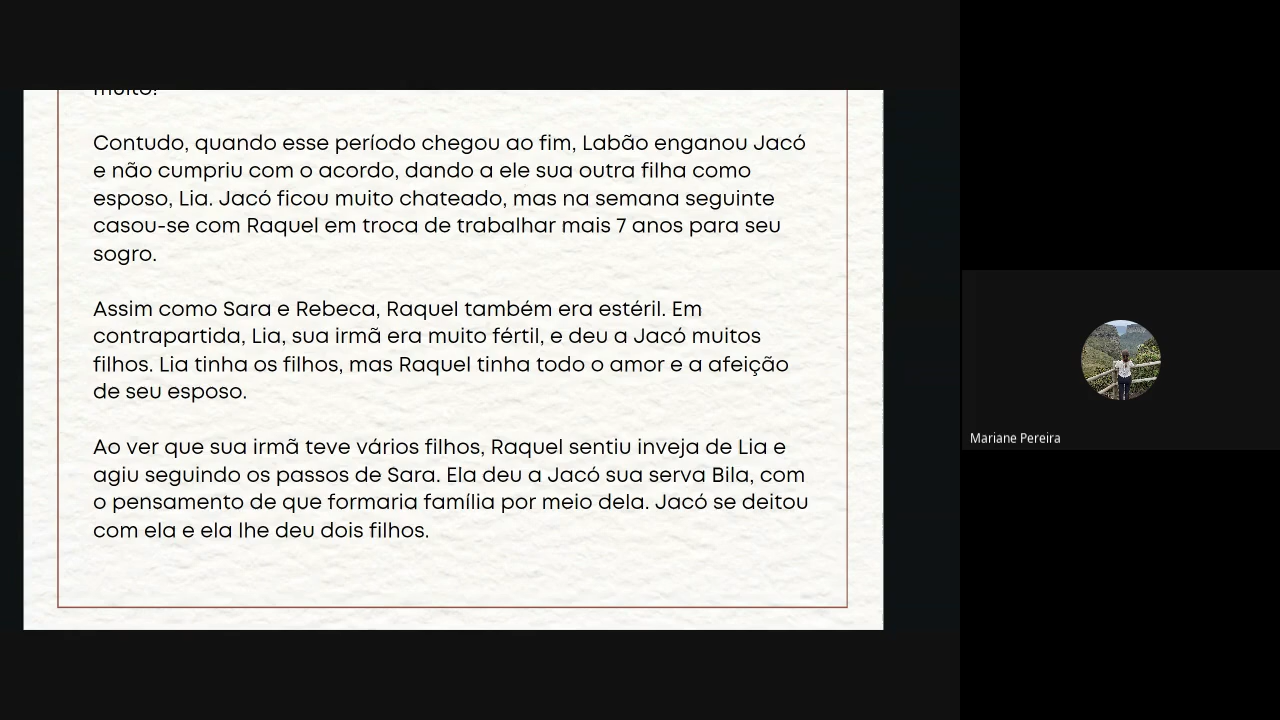 muito!
Contudo, quando esse período chegou ao fim, Labão enganou Jacó
e não cumpriu com o acordo, dando a ele sua outra filha como
esposo, Lia. Jacó ficou muito chateado, mas na semana seguinte
casou-se com Raquel em troca de trabalhar mais 7 anos para seu
sogro.
Assim como Sara e Rebeca, Raquel também era estéril. Em
contrapartida, Lia, sua irmã era muito fértil, e deu a Jacó muitos
filhos. Lia tinha os filhos, mas Raquel tinha todo o amor e a afeição
de seu esposo.
Ao ver que sua irmã teve vários filhos, Raquel sentiu inveja de Lia e
agiu seguindo os passos de Sara. Ela deu a Jacó sua serva Bila, com
o pensamento de que formaria família por meio dela. Jacó se deitou
com ela e ela lhe deu dois filhos.
Mariane Pereira